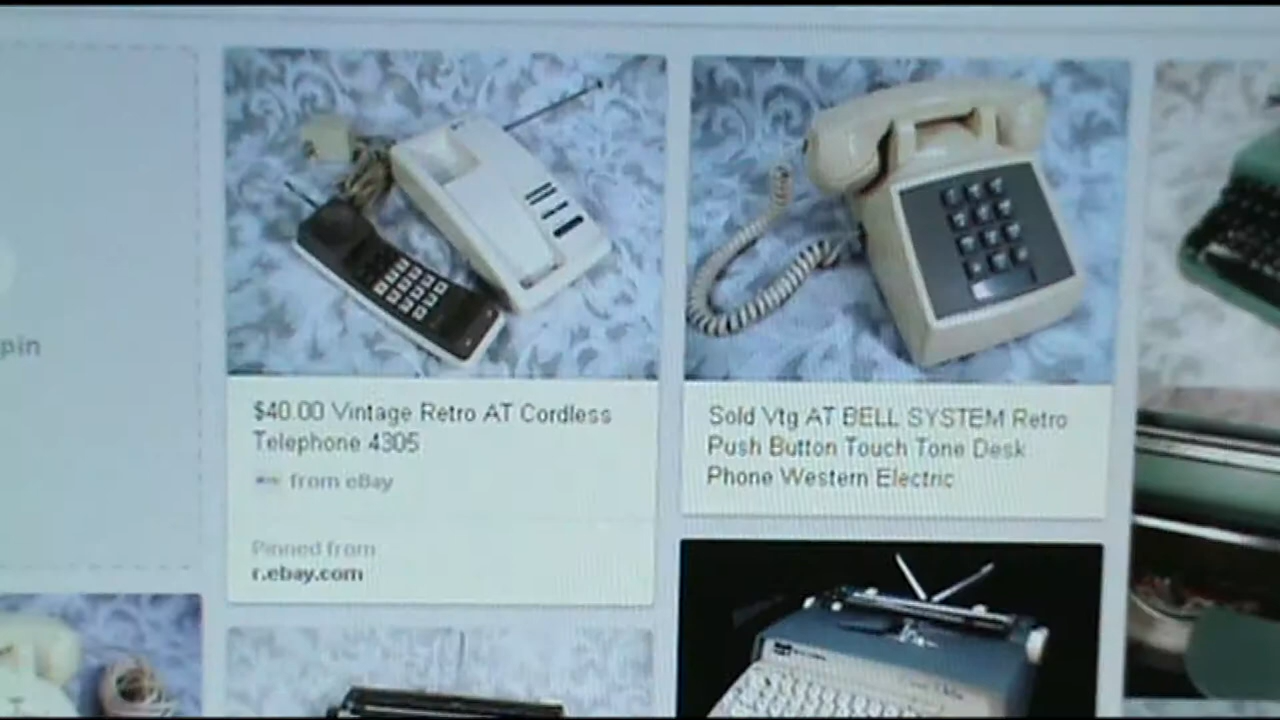 pin
$40.00 Vintage Retro AT Cordless
Telephone 4305
from eBay
Pinned from
r.ebay.com
Sold Vtg AT BELL SYSTEM Retro
Push Button Touch Tone Desk
Phone Western Electric